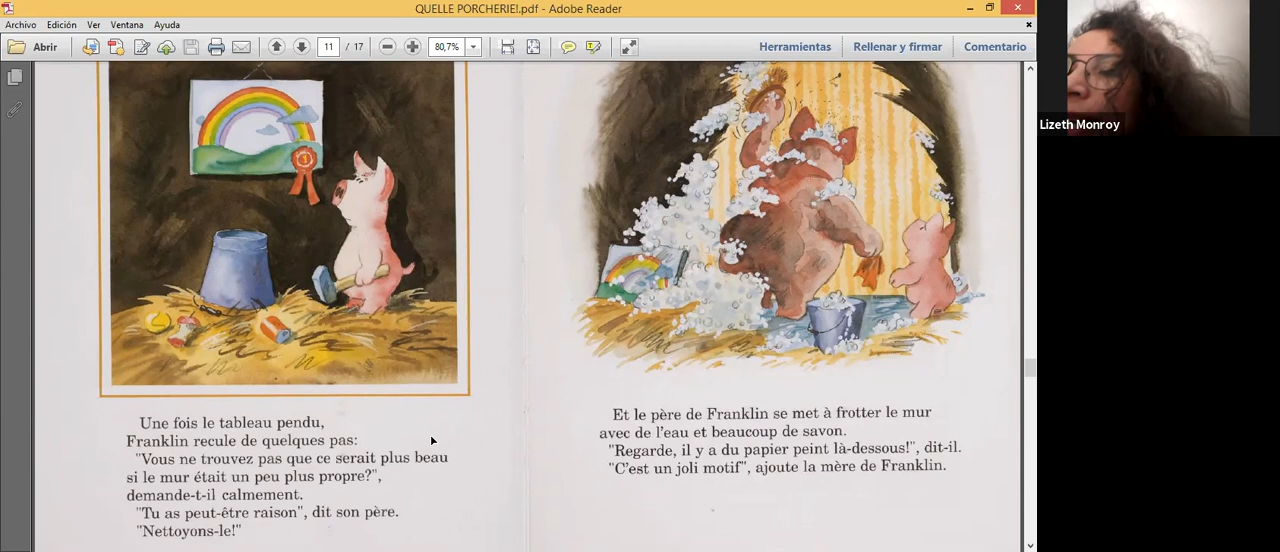 QUELLE PORCHERIE!.pdf - Adobe Reader
Archivo Edición Ver Ventana Ayuda
Abrir
11 / 17
80,7%
Herramientas Rellenar y firmar Comentario
Lizeth Monroy
1
Une fois le tableau pendu,
Franklin recule de quelques pas:
"Vous ne trouvez pas que ce serait plus beau
si le mur était un peu plus propre?",
demande-t-il calmement.
"Tu as peut-être raison", dit son père.
"Nettoyons-le!"
Et le père de Franklin se met à frotter le mur
avec de l'eau et beaucoup de savon.
"Regarde, il y a du papier peint là-dessous!", dit-il.
"C'est un joli motif", ajoute la mère de Franklin.